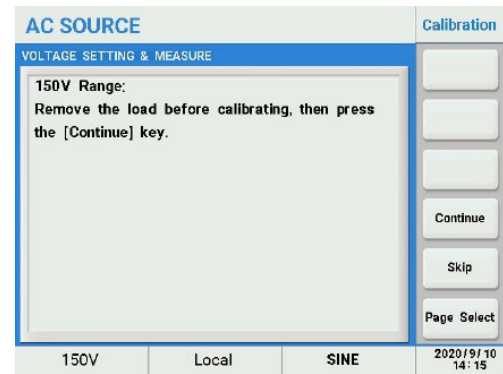 AC SOURCE
Calibration
VOLTAGE SETTING & MEASURE
150V Range:
Remove the load before calibrating, then press
the [Continue] key.
Continue
Skip
Page Select
150V
Local
SINE
2020/9/10
14:15